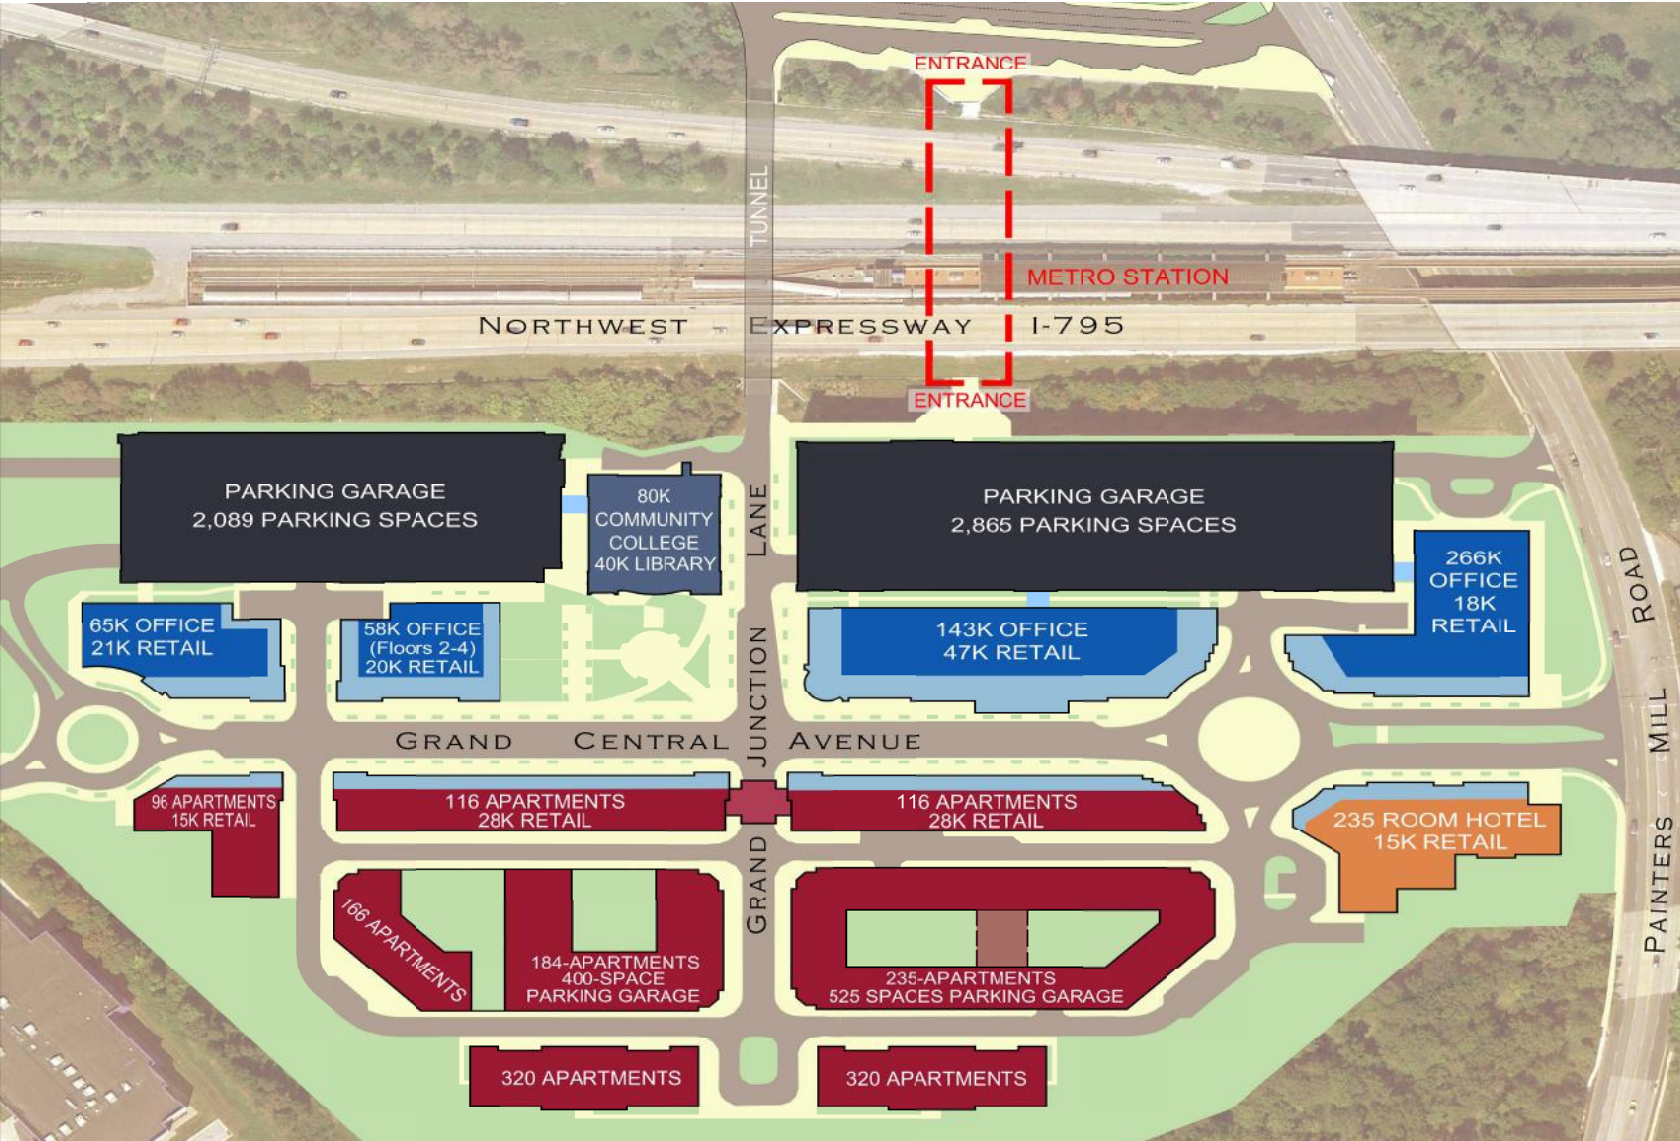 ENTRANCE
TUNNEL
METRO STATION
NORTHWEST EXPRESSWAY I-795
ENTRANCE
PARKING GARAGE
2,089 PARKING SPACES
80K
COMMUNITY
COLLEGE
40K LIBRARY
PARKING GARAGE
2,865 PARKING SPACES
266K
OFFICE
18K
RETAIL
65K OFFICE
21K RETAIL
58K OFFICE
(Floors 2-4)
20K RETAIL
143K OFFICE
47K RETAIL
GRAND CENTRAL AVENUE
GRAND JUNCTION LANE
PAINTERS MILL ROAD
96 APARTMENTS
15K RETAIL
116 APARTMENTS
28K RETAIL
116 APARTMENTS
28K RETAIL
235 ROOM HOTEL
15K RETAIL
166 APARTMENTS
184-APARTMENTS
400-SPACE
PARKING GARAGE
235-APARTMENTS
525 SPACES PARKING GARAGE
320 APARTMENTS
320 APARTMENTS